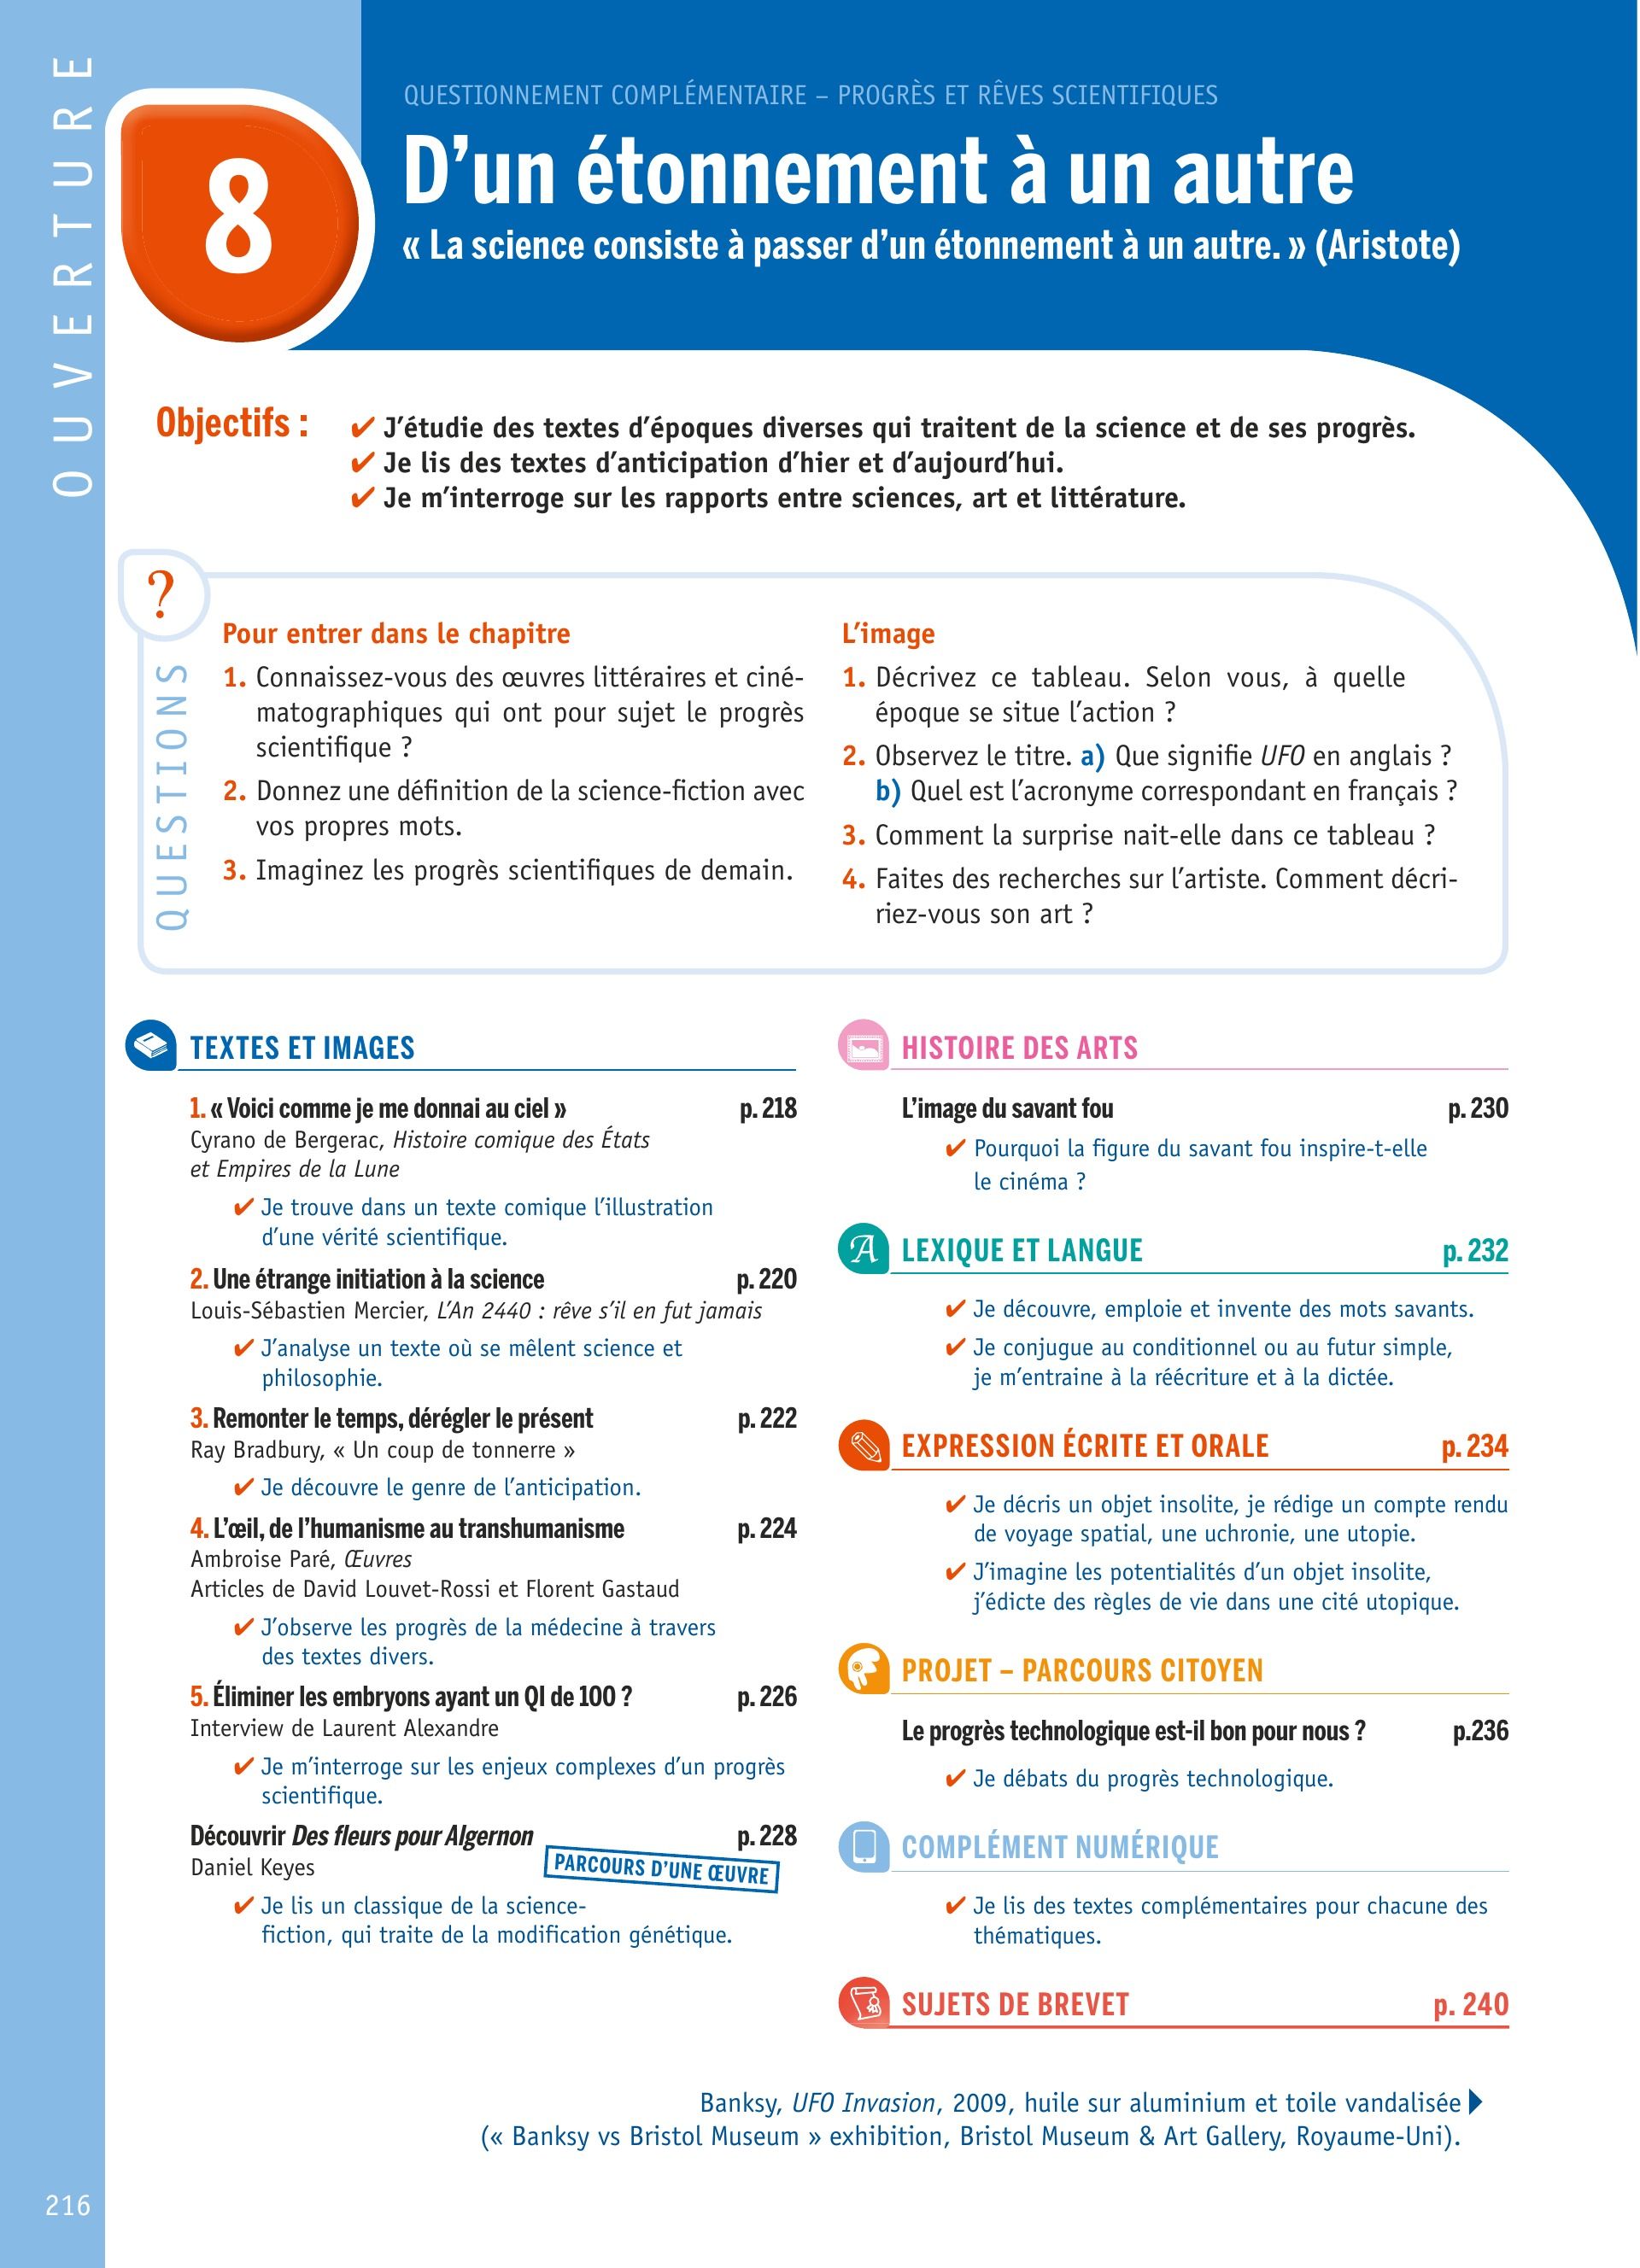 OUVERTURE
8
QUESTIONNEMENT COMPLÉMENTAIRE – PROGRÈS ET RÊVES SCIENTIFIQUES
D’un étonnement à un autre
« La science consiste à passer d’un étonnement à un autre. » (Aristote)
Objectifs :
✔ J’étudie des textes d’époques diverses qui traitent de la science et de ses progrès.
✔ Je lis des textes d’anticipation d’hier et d’aujourd’hui.
✔ Je m’interroge sur les rapports entre sciences, art et littérature.
?
QUESTIONS
Pour entrer dans le chapitre
1. Connaissez-vous des œuvres littéraires et ciné-
matographiques qui ont pour sujet le progrès
scientifique ?
2. Donnez une définition de la science-fiction avec
vos propres mots.
3. Imaginez les progrès scientifiques de demain.
L’image
1. Décrivez ce tableau. Selon vous, à quelle
époque se situe l’action ?
2. Observez le titre. a) Que signifie UFO en anglais ?
b) Quel est l’acronyme correspondant en français ?
3. Comment la surprise nait-elle dans ce tableau ?
4. Faites des recherches sur l’artiste. Comment décri-
riez-vous son art ?
TEXTES ET IMAGES
1. « Voici comme je me donnai au ciel » p. 218
Cyrano de Bergerac, Histoire comique des États
et Empires de la Lune
✔ Je trouve dans un texte comique l’illustration
d’une vérité scientifique.
2. Une étrange initiation à la science p. 220
Louis-Sébastien Mercier, L’An 2440 : rêve s’il en fut jamais
✔ J’analyse un texte où se mêlent science et
philosophie.
3. Remonter le temps, dérégler le présent p. 222
Ray Bradbury, « Un coup de tonnerre »
✔ Je découvre le genre de l’anticipation.
4. L’œil, de l’humanisme au transhumanisme p. 224
Ambroise Paré, Œuvres
Articles de David Louvet-Rossi et Florent Gastaud
✔ J’observe les progrès de la médecine à travers
des textes divers.
5. Éliminer les embryons ayant un QI de 100 ? p. 226
Interview de Laurent Alexandre
✔ Je m’interroge sur les enjeux complexes d’un progrès
scientifique.
Découvrir Des fleurs pour Algernon p. 228
Daniel Keyes
PARCOURS D’UNE ŒUVRE
✔ Je lis un classique de la science-
fiction, qui traite de la modification génétique.
HISTOIRE DES ARTS
L’image du savant fou p. 230
✔ Pourquoi la figure du savant fou inspire-t-elle
le cinéma ?
A LEXIQUE ET LANGUE p. 232
✔ Je découvre, emploie et invente des mots savants.
✔ Je conjugue au conditionnel ou au futur simple,
je m’entraine à la réécriture et à la dictée.
EXPRESSION ÉCRITE ET ORALE p. 234
✔ Je décris un objet insolite, je rédige un compte rendu
de voyage spatial, une uchronie, une utopie.
✔ J’imagine les potentialités d’un objet insolite,
j’édicte des règles de vie dans une cité utopique.
PROJET – PARCOURS CITOYEN
Le progrès technologique est-il bon pour nous ? p.236
✔ Je débats du progrès technologique.
COMPLÉMENT NUMÉRIQUE
✔ Je lis des textes complémentaires pour chacune des
thématiques.
SUJETS DE BREVET p. 240
Banksy, UFO Invasion, 2009, huile sur aluminium et toile vandalisée
(« Banksy vs Bristol Museum » exhibition, Bristol Museum & Art Gallery, Royaume-Uni).
216